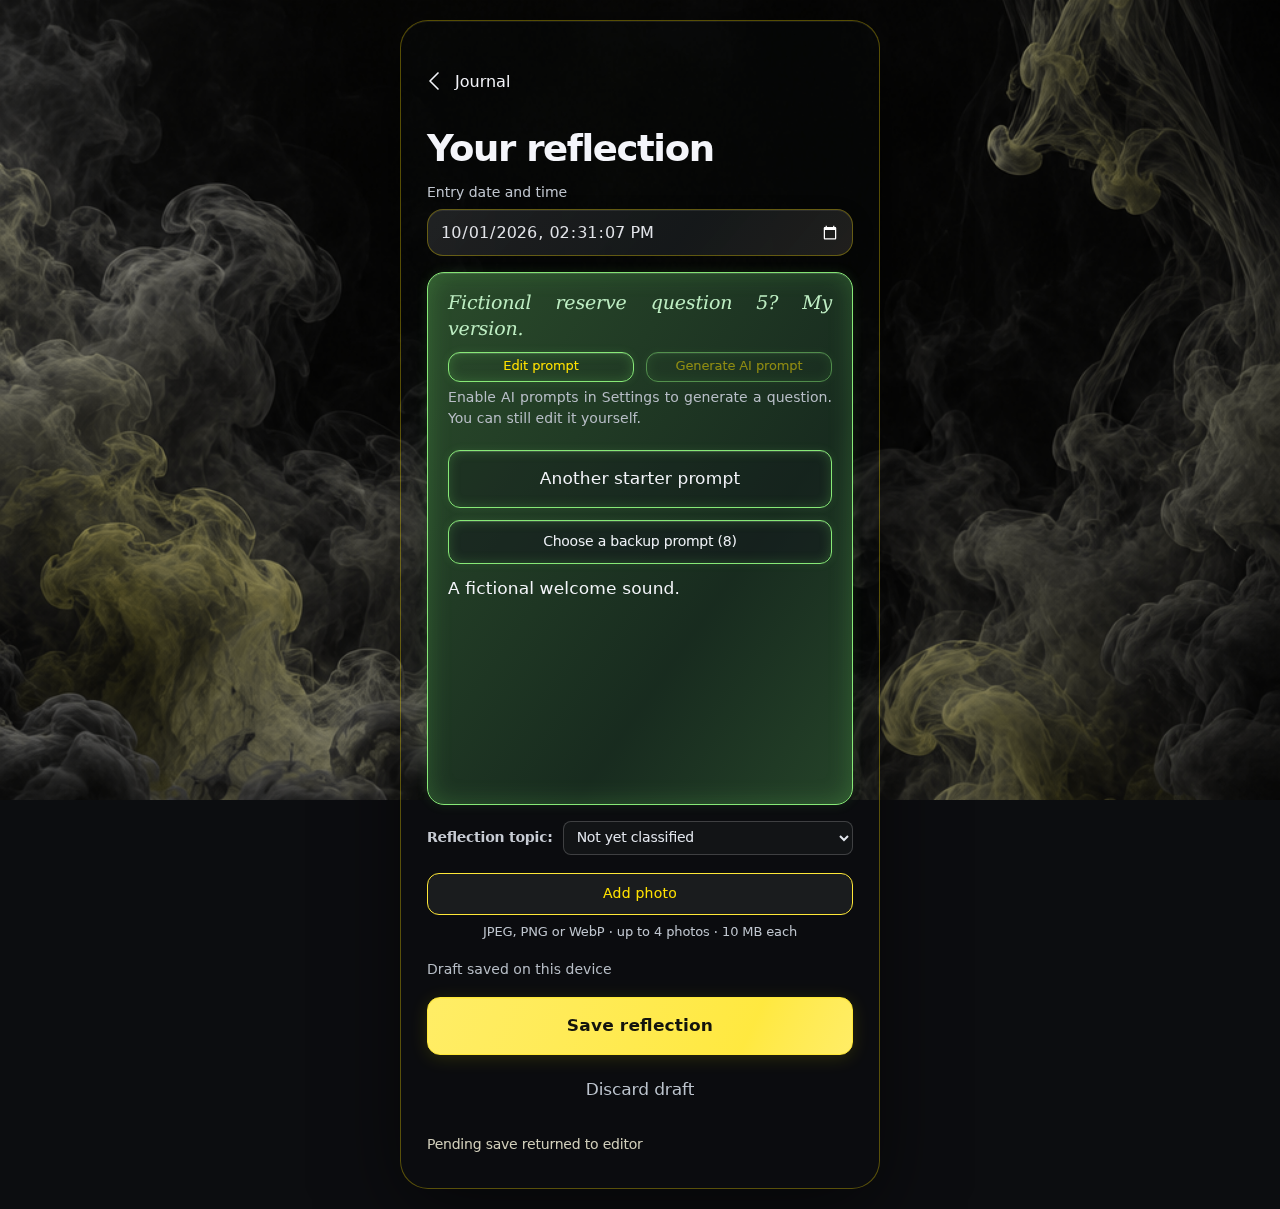 Journal
Your reflection
Entry date and time
10/01/2026, 02:31:07 PM
Fictional reserve question 5? My
version.
Edit prompt
Generate AI prompt
Enable AI prompts in Settings to generate a question.
You can still edit it yourself.
Another starter prompt
Choose a backup prompt (8)
A fictional welcome sound.
Reflection topic:
Not yet classified
Add photo
JPEG, PNG or WebP · up to 4 photos · 10 MB each
Draft saved on this device
Save reflection
Discard draft
Pending save returned to editor